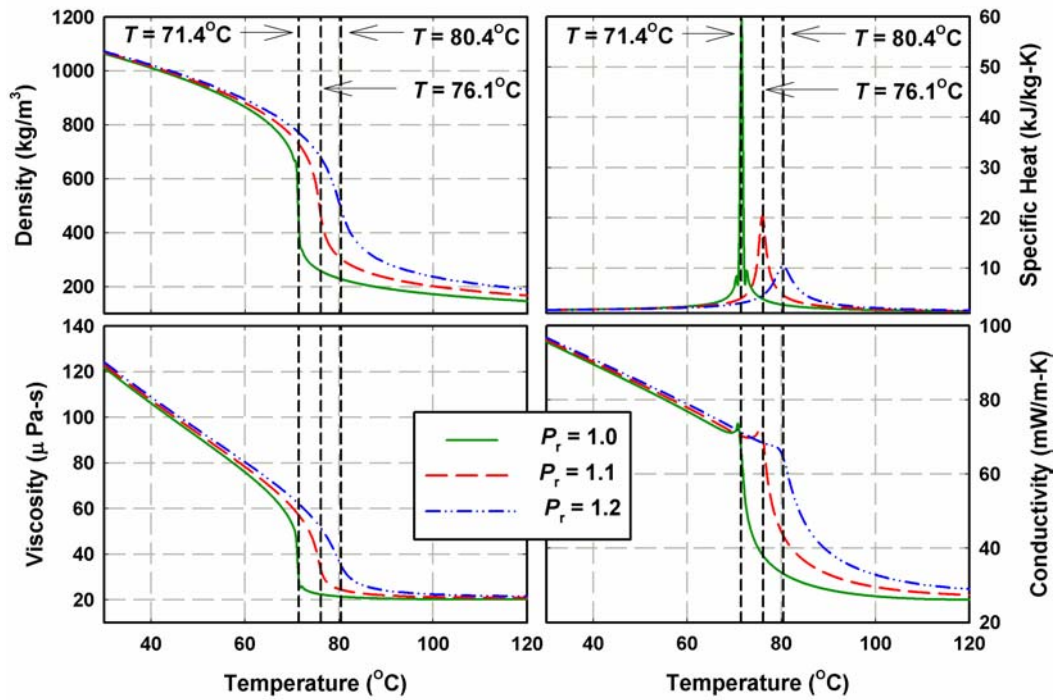 1200
1000
800
600
400
200
Density (kg/m³)
T = 71.4°C
T = 80.4°C
T = 76.1°C
T = 71.4°C
T = 80.4°C
T = 76.1°C
60
50
40
30
20
10
Specific Heat (kJ/kg-K)
140
120
100
80
60
40
20
Viscosity (μ Pa-s)
Pr = 1.0
Pr = 1.1
Pr = 1.2
100
80
60
40
20
Conductivity (mW/m-K)
40 60 80 100 120
40 60 80 100 120
Temperature (°C)
Temperature (°C)